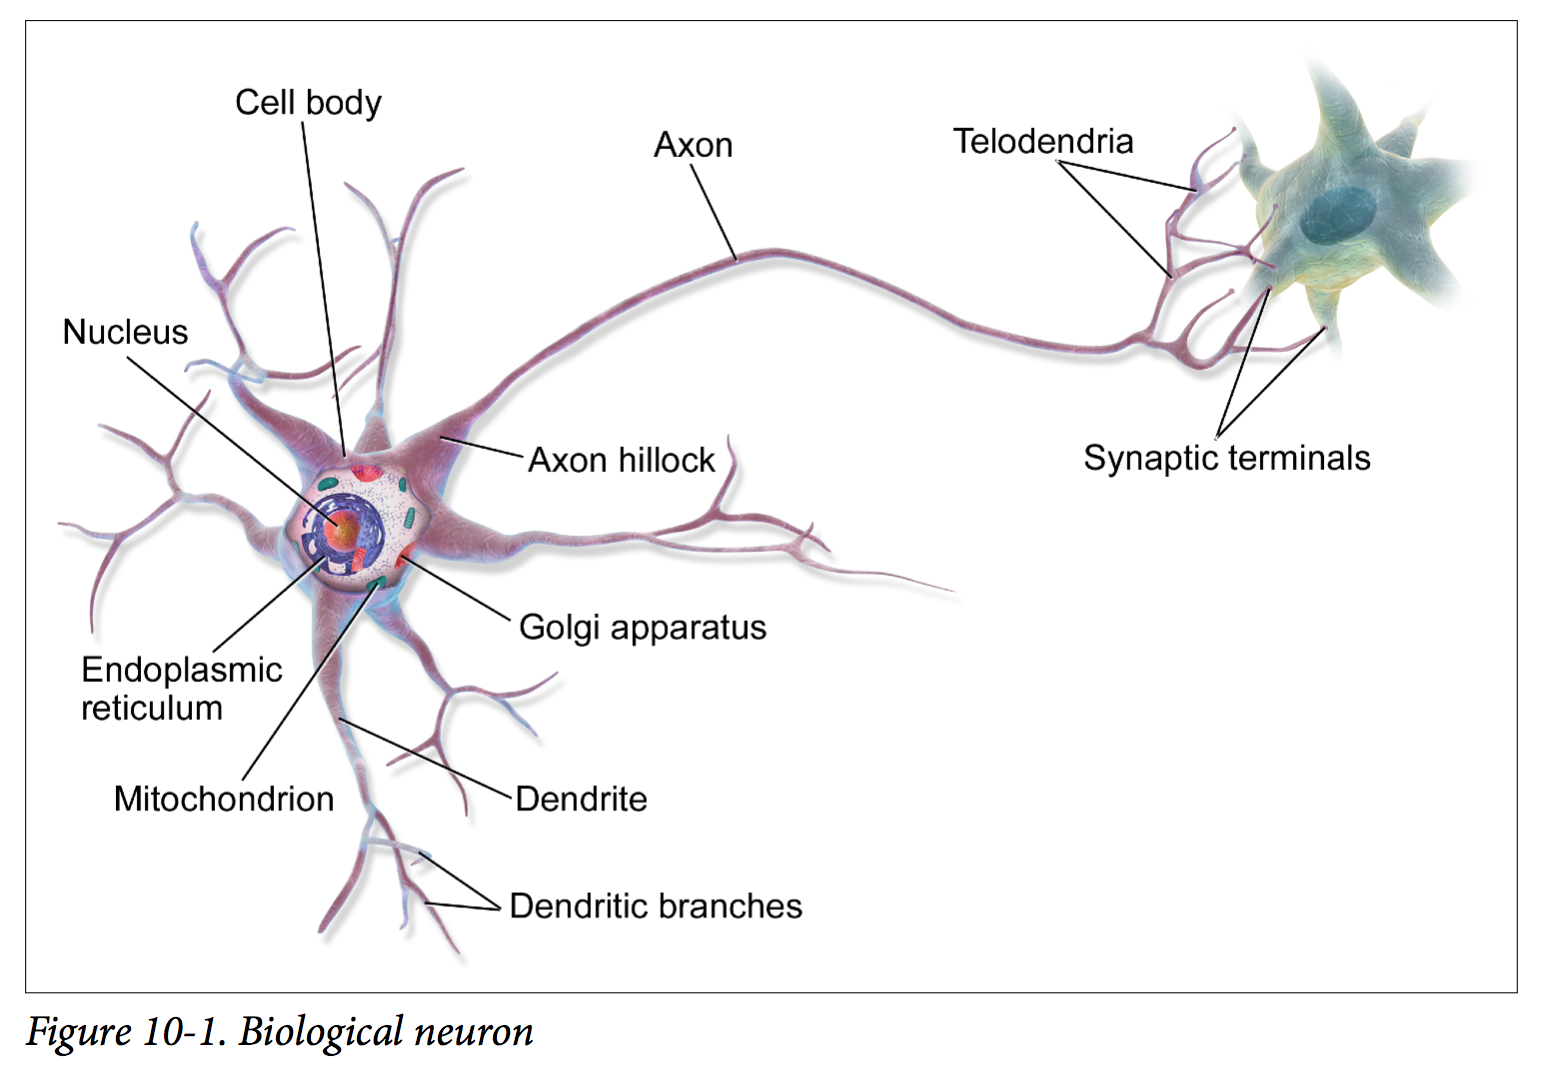 Cell body
Axon
Telodendria
Nucleus
Axon hillock
Synaptic terminals
Golgi apparatus
Endoplasmic
reticulum
Mitochondrion
Dendrite
Dendritic branches
Figure 10-1. Biological neuron